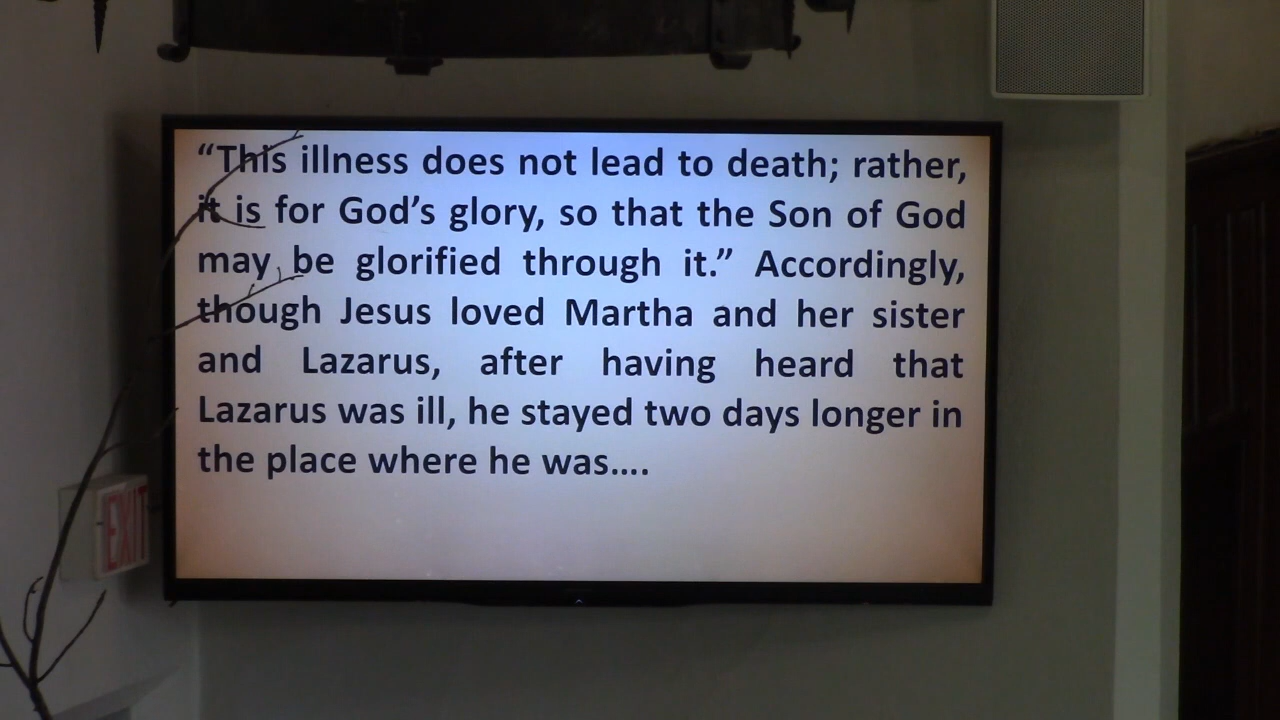 “This illness does not lead to death; rather,
it is for God’s glory, so that the Son of God
may be glorified through it.” Accordingly,
though Jesus loved Martha and her sister
and Lazarus, after having heard that
Lazarus was ill, he stayed two days longer in
the place where he was....
EXIT